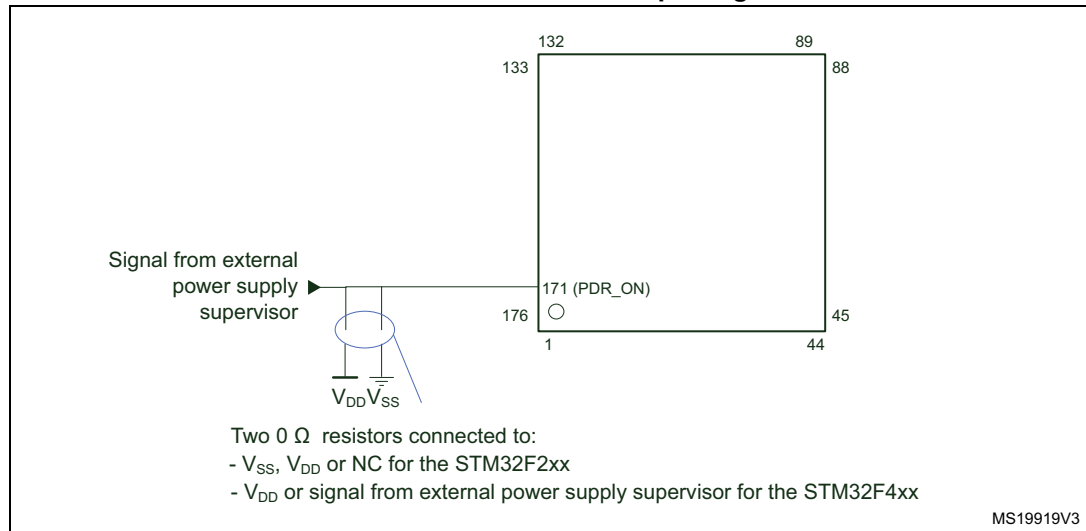 132
89
133
88
Signal from external
power supply
supervisor
171 (PDR_ON)
176
45
1
44
VDD VSS
Two 0 Ω resistors connected to:
- VSS, VDD or NC for the STM32F2xx
- VDD or signal from external power supply supervisor for the STM32F4xx
MS19919V3